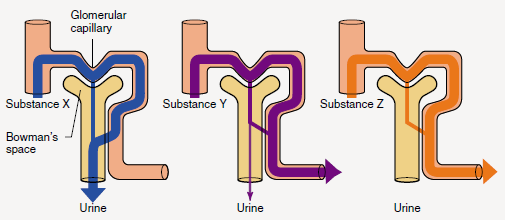 Glomerular
capillary
Substance X
Substance Y
Substance Z
Bowman's
space
Urine
Urine
Urine